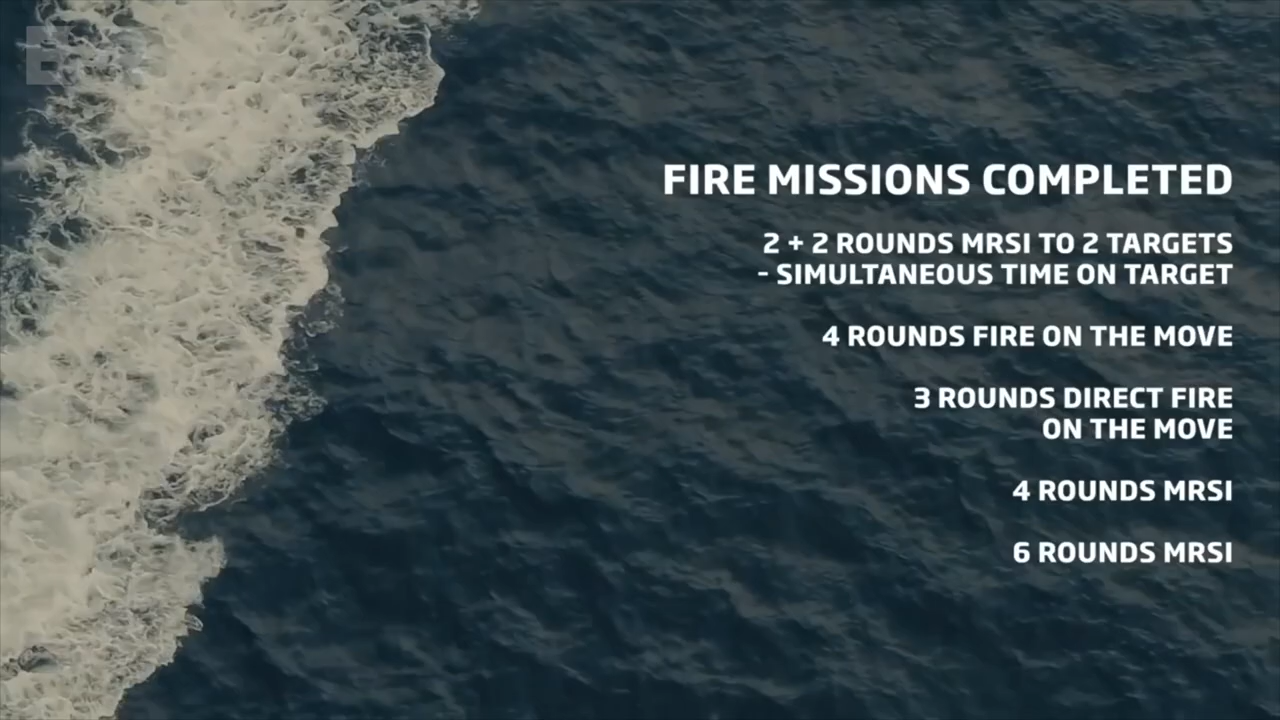 FIRE MISSIONS COMPLETED
2 + 2 ROUNDS MRSI TO 2 TARGETS
- SIMULTANEOUS TIME ON TARGET
4 ROUNDS FIRE ON THE MOVE
3 ROUNDS DIRECT FIRE
ON THE MOVE
4 ROUNDS MRSI
6 ROUNDS MRSI